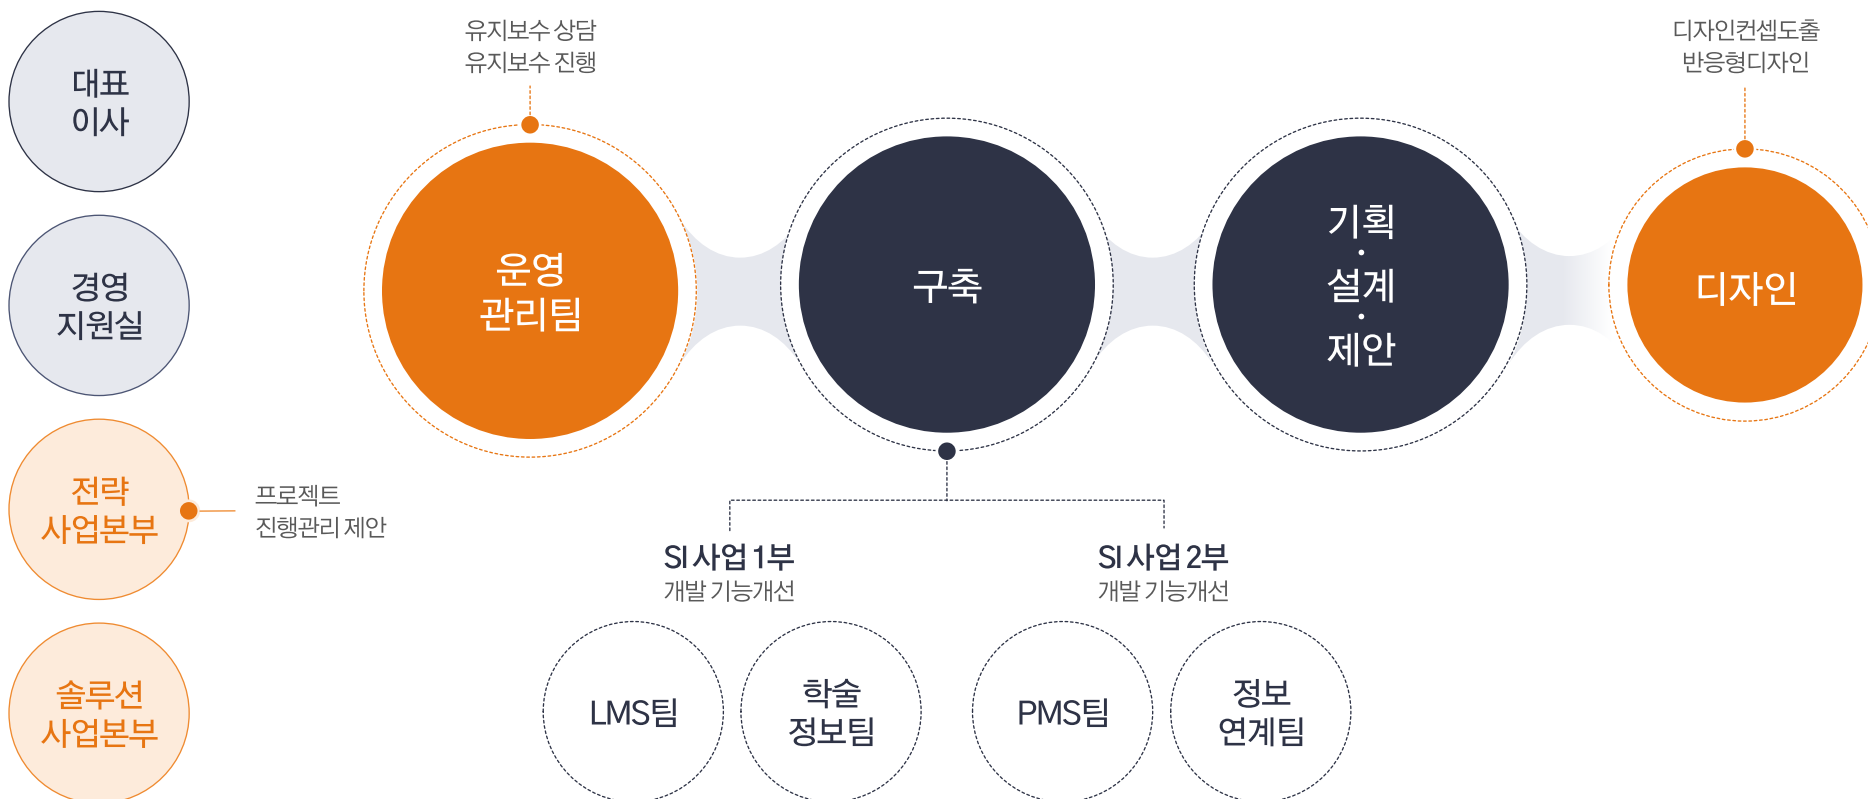 대표
이사
경영
지원실
전략
사업본부
프로젝트
진행관리 제안
솔루션
사업본부
유지보수 상담
유지보수 진행
운영
관리팀
구축
기획
·
설계
·
제안
디자인컨셉도출
반응형디자인
디자인
SI 사업 1부
개발 기능개선
LMS팀
학술
정보팀
SI 사업 2부
개발 기능개선
PMS팀
정보
연계팀